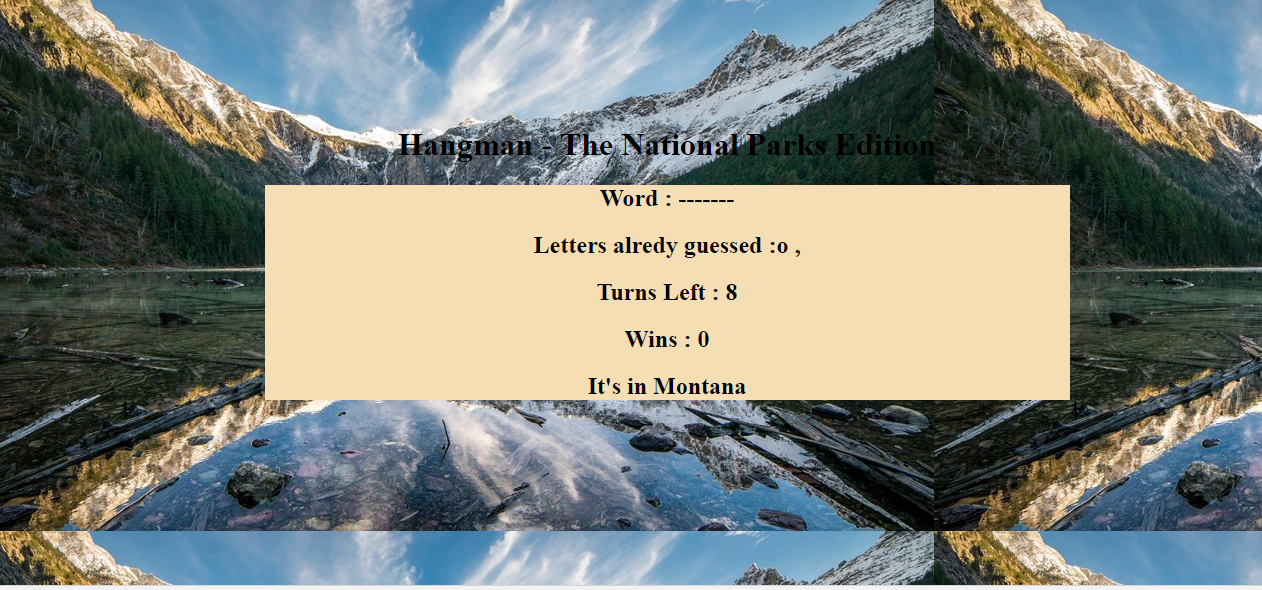 Hangman - The National Parks Edition
Word : -------
Letters alredy guessed :o ,
Turns Left : 8
Wins : 0
It's in Montana